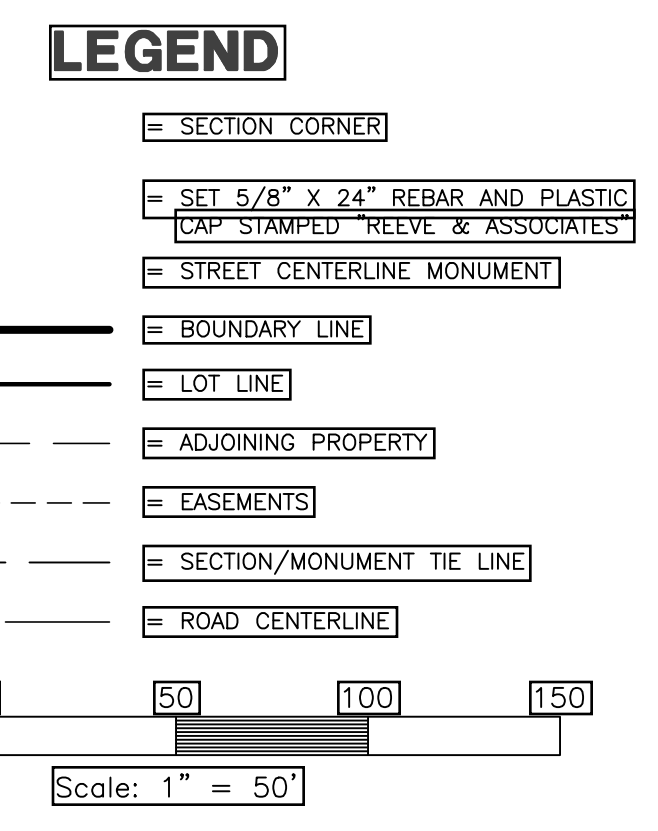 LEGEND
= SECTION CORNER
= SET 5/8" X 24" REBAR AND PLASTIC
CAP STAMPED "REEVE & ASSOCIATES"
= STREET CENTERLINE MONUMENT
= BOUNDARY LINE
= LOT LINE
= ADJOINING PROPERTY
= EASEMENTS
= SECTION/MONUMENT TIE LINE
= ROAD CENTERLINE
50 100 150
Scale: 1" = 50'